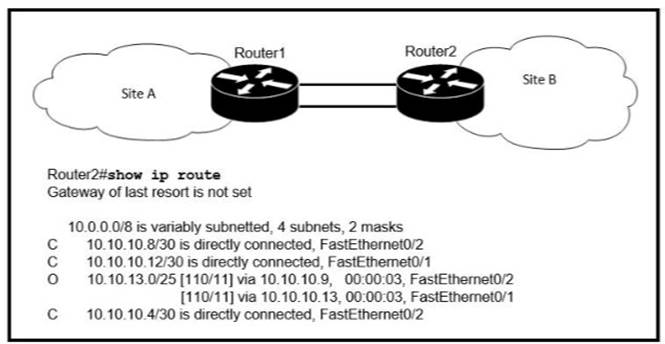 Router1
Router2
Site A
Site B
Router2#show ip route
Gateway of last resort is not set
10.0.0.0/8 is variably subnetted, 4 subnets, 2 masks
C 10.10.10.8/30 is directly connected, FastEthernet0/2
C 10.10.10.12/30 is directly connected, FastEthernet0/1
O 10.10.13.0/25 [110/11] via 10.10.10.9, 00:00:03, FastEthernet0/2
[110/11] via 10.10.10.13, 00:00:03, FastEthernet0/1
C 10.10.10.4/30 is directly connected, FastEthernet0/2